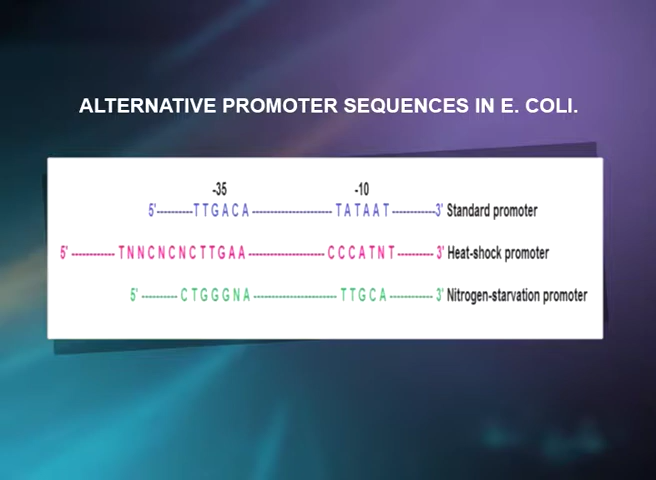 ALTERNATIVE PROMOTER SEQUENCES IN E. COLI.
-35 -10
5'----------TTGACA----------------------TATAAT------------3' Standard promoter
5' -----------TNNCNCNCTTGAA---------------------CCCATNT--------- 3' Heat-shock promoter
5' ---------CTGGGNA-----------------------TTGCA----------- 3' Nitrogen-starvation promoter